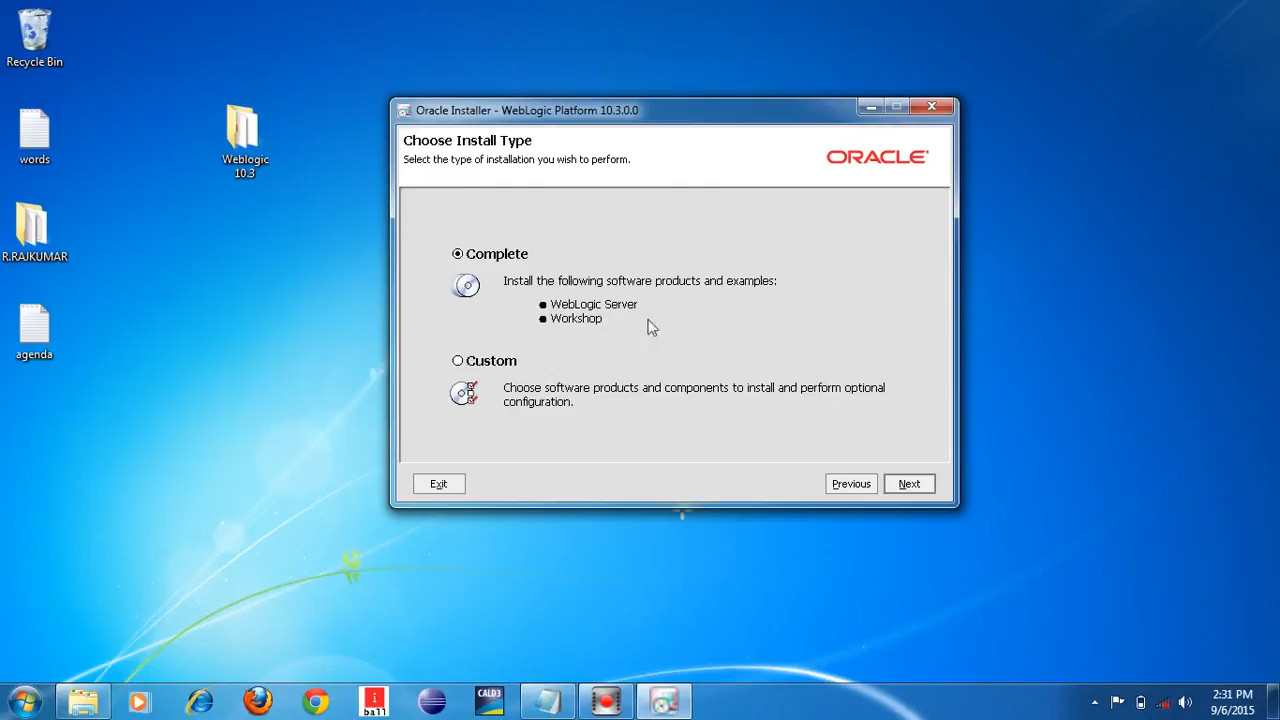 Recycle Bin
words
R.RAJKUMAR
agenda
Weblogic
10.3
Oracle Installer - WebLogic Platform 10.3.0.0
Choose Install Type
Select the type of installation you wish to perform.
ORACLE
Complete
Install the following software products and examples:
WebLogic Server
Workshop
Custom
Choose software products and components to install and perform optional
configuration.
Exit
Previous
Next
i
ball
CALD3
2:31 PM
9/6/2015